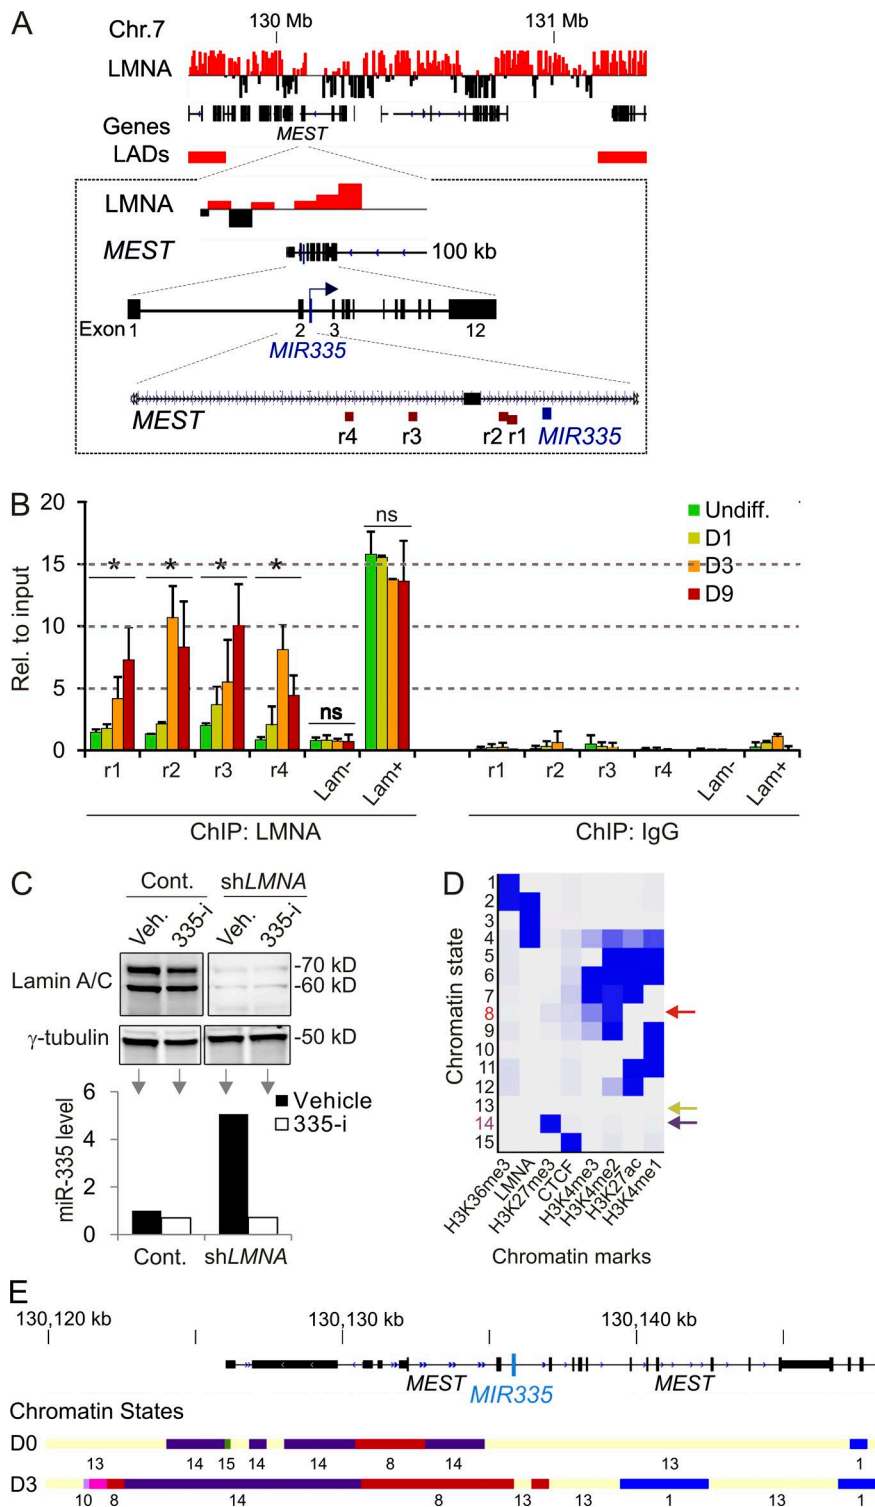 A
Chr.7
130 Mb
131 Mb
LMNA
Genes
MEST
LADs
LMNA
MEST
100 kb
Exon 1
2
3
12
MIR335
MEST
r4
r3
r2
r1
MIR335
B
20
15
10
5
0
Rel. to input
Undiff.
D1
D3
D9
* * * *
ns
ns
r1 r2 r3 r4 Lam- Lam+
r1 r2 r3 r4 Lam- Lam+
ChIP: LMNA
ChIP: IgG
C
Cont.
shLMNA
Veh. 335-i Veh. 335-i
Lamin A/C
-70 kD
-60 kD
γ-tubulin
-50 kD
6
4
2
0
miR-335 level
Vehicle
335-i
Cont.
shLMNA
D
Chromatin state
1
2
3
4
5
6
7
8
9
10
11
12
13
14
15
H3K36me3
LMNA
H3K27me3
CTCF
H3K4me3
H3K4me2
H3K27ac
H3K4me1
Chromatin marks
E
130,120 kb
130,130 kb
130,140 kb
MEST
MIR335
MEST
Chromatin States
D0
13 14 15 14 14 8 14 13 1
D3
10 8 14 8 13 1 13 1